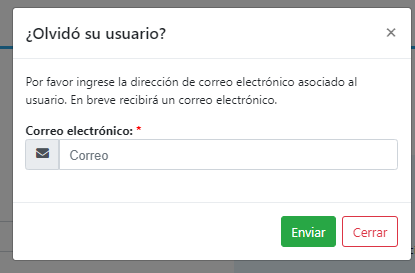 ¿Olvidó su usuario?
×
Por favor ingrese la dirección de correo electrónico asociado al
usuario. En breve recibirá un correo electrónico.
Correo electrónico: *
Correo
Enviar
Cerrar